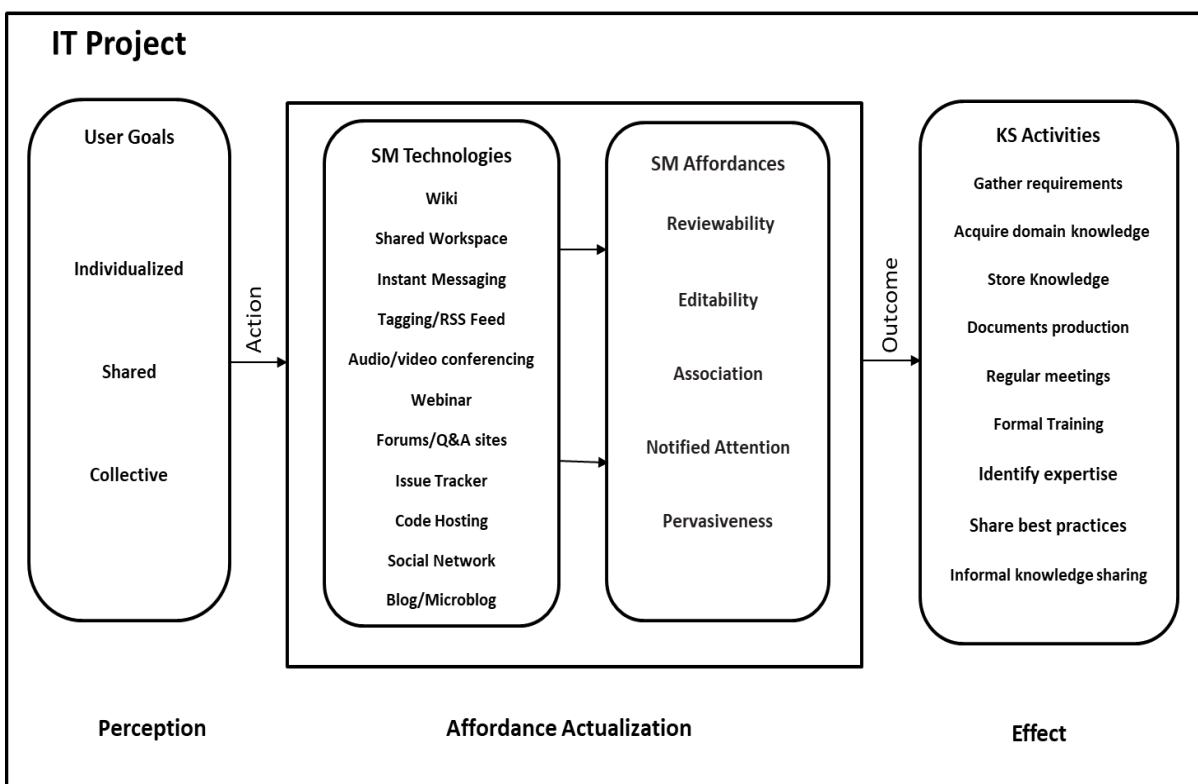 IT Project
User Goals
Individualized
Shared
Collective
Action
SM Technologies
Wiki
Shared Workspace
Instant Messaging
Tagging/RSS Feed
Audio/video conferencing
Webinar
Forums/Q&A sites
Issue Tracker
Code Hosting
Social Network
Blog/Microblog
SM Affordances
Reviewability
Editability
Association
Notified Attention
Pervasiveness
Outcome
KS Activities
Gather requirements
Acquire domain knowledge
Store Knowledge
Documents production
Regular meetings
Formal Training
Identify expertise
Share best practices
Informal knowledge sharing
Perception
Affordance Actualization
Effect